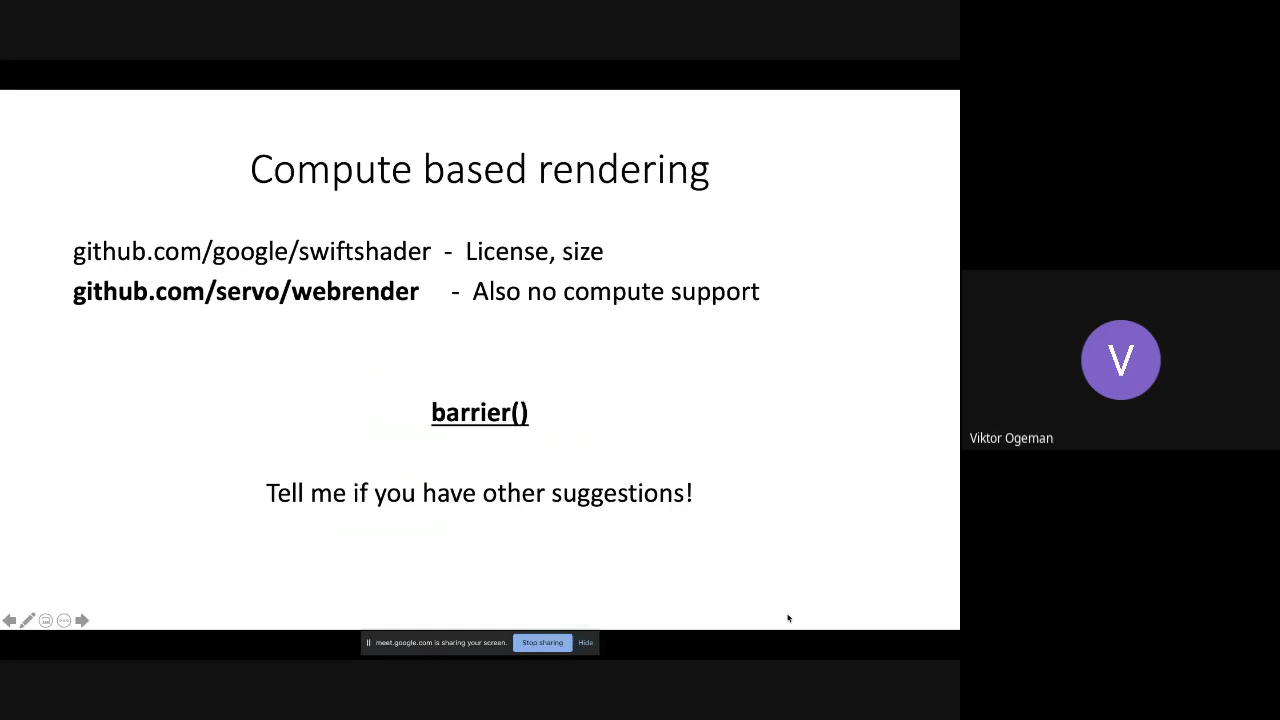 Compute based rendering
github.com/google/swiftshader - License, size
github.com/servo/webrender - Also no compute support
barrier()
Tell me if you have other suggestions!
V
Viktor Ogeman
meet.google.com is sharing your screen. Stop sharing Hide